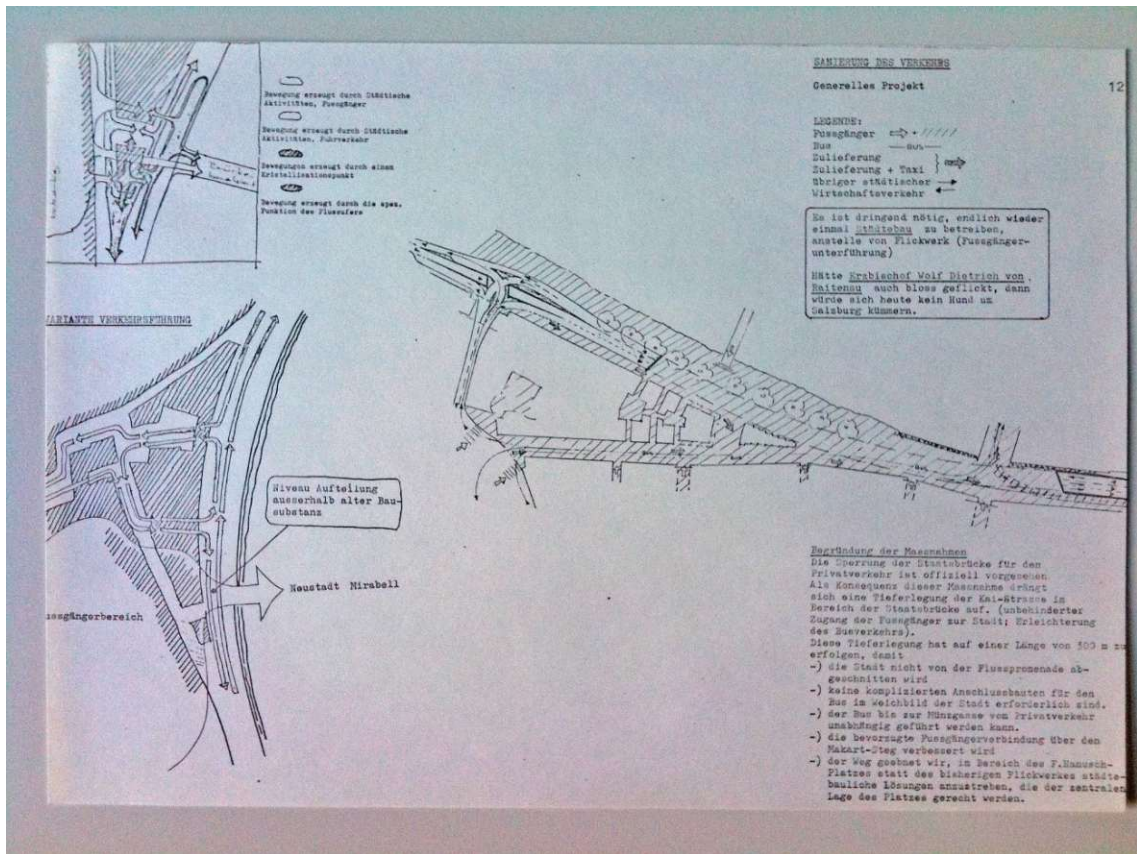 SANIERUNG DES VERKEHRS
Generelles Projekt
12
LEGENDE:
Fussgänger
Bus — BUS —
Zulieferung
Zulieferung + Taxi
übriger städtischer
Wirtschaftsverkehr
Es ist dringend nötig, endlich wieder
einmal Städtebau zu betreiben,
anstelle von Flickwerk (Fussgänger-
unterführung)
Hätte Erzbischof Wolf Dietrich von
Raitenau auch bloss geflickt, dann
würde sich heute kein Hund um
Salzburg kümmern.
Bewegung erzeugt durch Städtische
Aktivitäten, Fussgänger
Bewegung erzeugt durch Städtische
Aktivitäten, Fuhrverkehr
Bewegungen erzeugt durch einen
Kristallisationspunkt
Bewegung erzeugt durch die spez.
Funktion des Flussufers
VARIANTE VERKEHRSFÜHRUNG
Niveau Aufteilung
ausserhalb alter Bau-
substanz
Neustadt Mirabell
ussgängerbereich
Begründung der Massnahmen
Die Sperrung der Staatsbrücke für den
Privatverkehr ist offiziell vorgesehen.
Als Konsequenz dieser Massnahme drängt
sich eine Tieferlegung der Kai-Strasse im
Bereich der Staatsbrücke auf. (unbehinderter
Zugang der Fussgänger zur Stadt; Erleichterung
des Busverkehrs).
Diese Tieferlegung hat auf einer Länge von 300 m zu
erfolgen, damit
-) die Stadt nicht von der Flusspromenade ab-
geschnitten wird
-) keine komplizierten Anschlussbauten für den
Bus im Weichbild der Stadt erforderlich sind.
-) der Bus bis zur Münzgasse vom Privatverkehr
unabhängig geführt werden kann.
-) die bevorzugte Fussgängerverbindung über den
Makart-Steg verbessert wird
-) der Weg geebnet wir, in Bereich des F.Hanusch-
Platzes statt des bisherigen Flickwerkes städte-
bauliche Lösungen anzustreben, die der zentralen
Lage des Platzes gerecht werden.